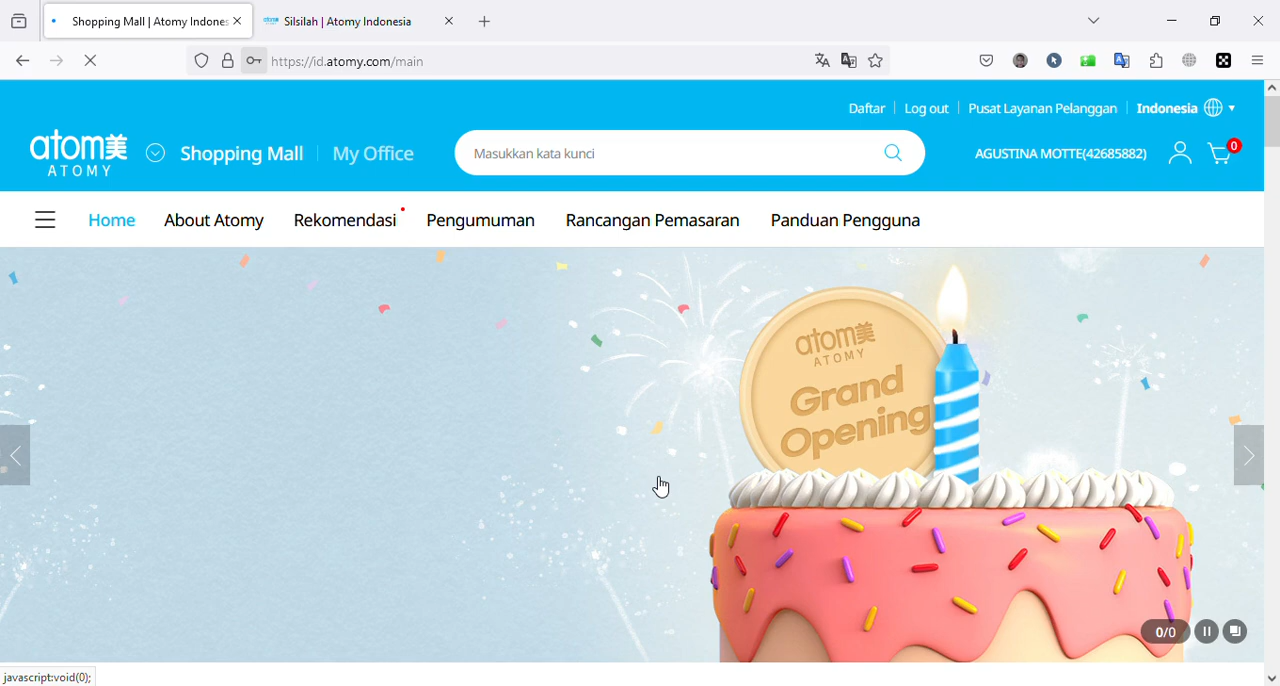 Shopping Mall | Atomy Indones
Silsilah | Atomy Indonesia
https://id.atomy.com/main
Daftar
Log out
Pusat Layanan Pelanggan
Indonesia
atom美
ATOMY
Shopping Mall
My Office
Masukkan kata kunci
AGUSTINA MOTTE(42685882)
0
Home
About Atomy
Rekomendasi
Pengumuman
Rancangan Pemasaran
Panduan Pengguna
atom美
ATOMY
Grand
Opening
0/0
javascript:void(0);